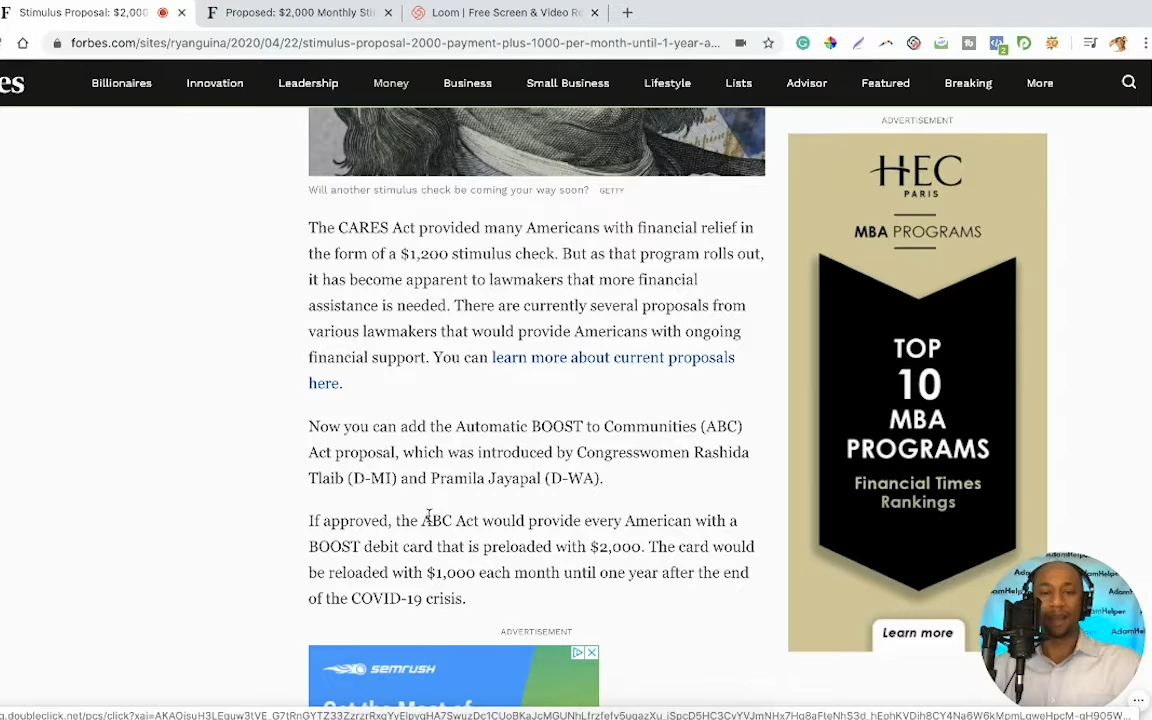 Stimulus Proposal: $2,000
Proposed: $2,000 Monthly Sti
Loom | Free Screen & Video Re
forbes.com/sites/ryanguina/2020/04/22/stimulus-proposal-2000-payment-plus-1000-per-month-until-1-year-a...
es
Billionaires
Innovation
Leadership
Money
Business
Small Business
Lifestyle
Lists
Advisor
Featured
Breaking
More
ADVERTISEMENT
Will another stimulus check be coming your way soon? GETTY
The CARES Act provided many Americans with financial relief in
the form of a $1,200 stimulus check. But as that program rolls out,
it has become apparent to lawmakers that more financial
assistance is needed. There are currently several proposals from
various lawmakers that would provide Americans with ongoing
financial support. You can learn more about current proposals
here.
Now you can add the Automatic BOOST to Communities (ABC)
Act proposal, which was introduced by Congresswomen Rashida
Tlaib (D-MI) and Pramila Jayapal (D-WA).
If approved, the ABC Act would provide every American with a
BOOST debit card that is preloaded with $2,000. The card would
be reloaded with $1,000 each month until one year after the end
of the COVID-19 crisis.
ADVERTISEMENT
SEMRUSH
HEC
PARIS
MBA PROGRAMS
TOP
10
MBA
PROGRAMS
Financial Times
Rankings
Learn more
AdamHelper